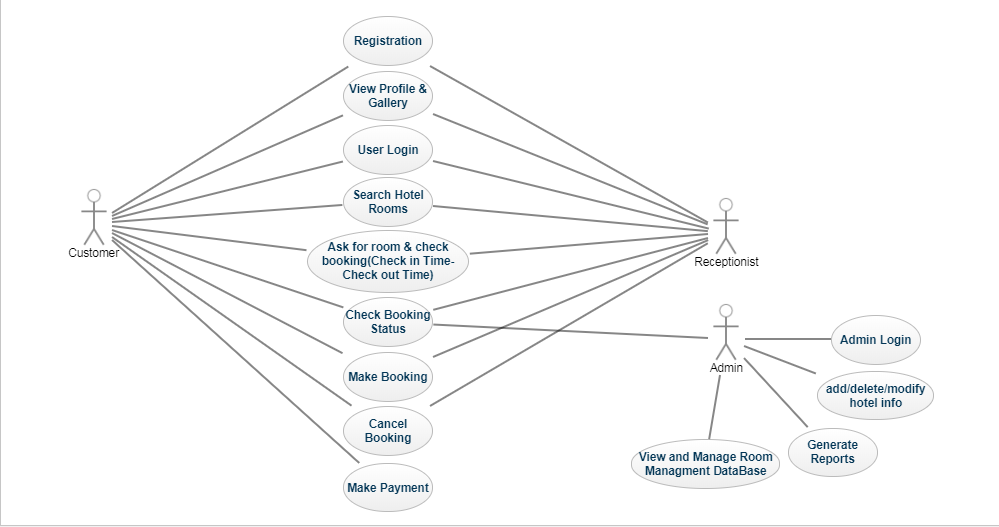 Registration
View Profile &
Gallery
User Login
Search Hotel
Rooms
Customer
Ask for room & check
booking(Check in Time-
Check out Time)
Receptionist
Check Booking
Status
Admin
Admin Login
Make Booking
add/delete/modify
hotel info
Cancel
Booking
Generate
Reports
View and Manage Room
Managment DataBase
Make Payment